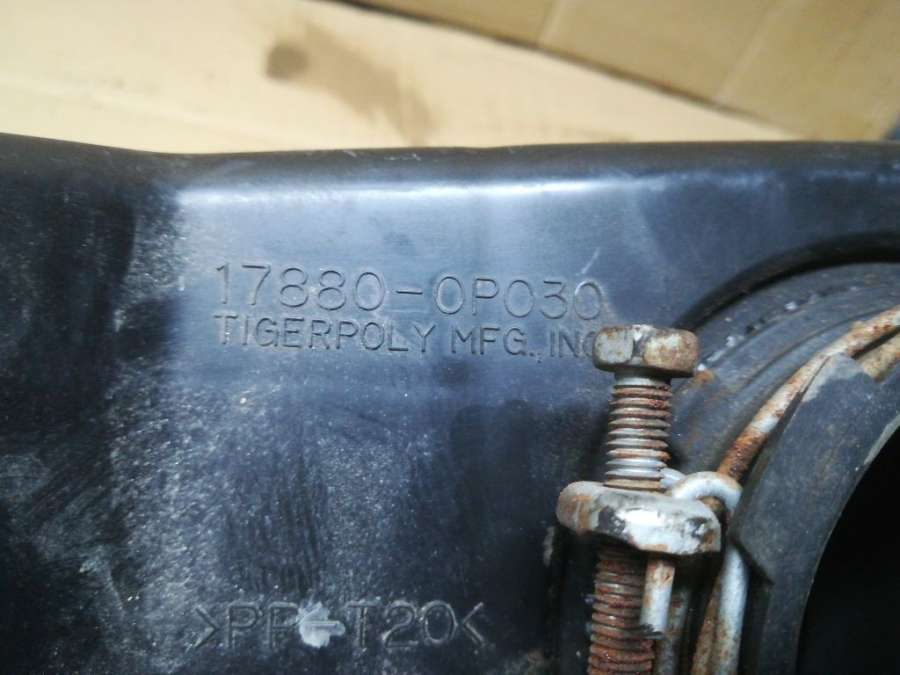 17880-0P030
TIGERPOLY MFG., INC
>PP-T20<